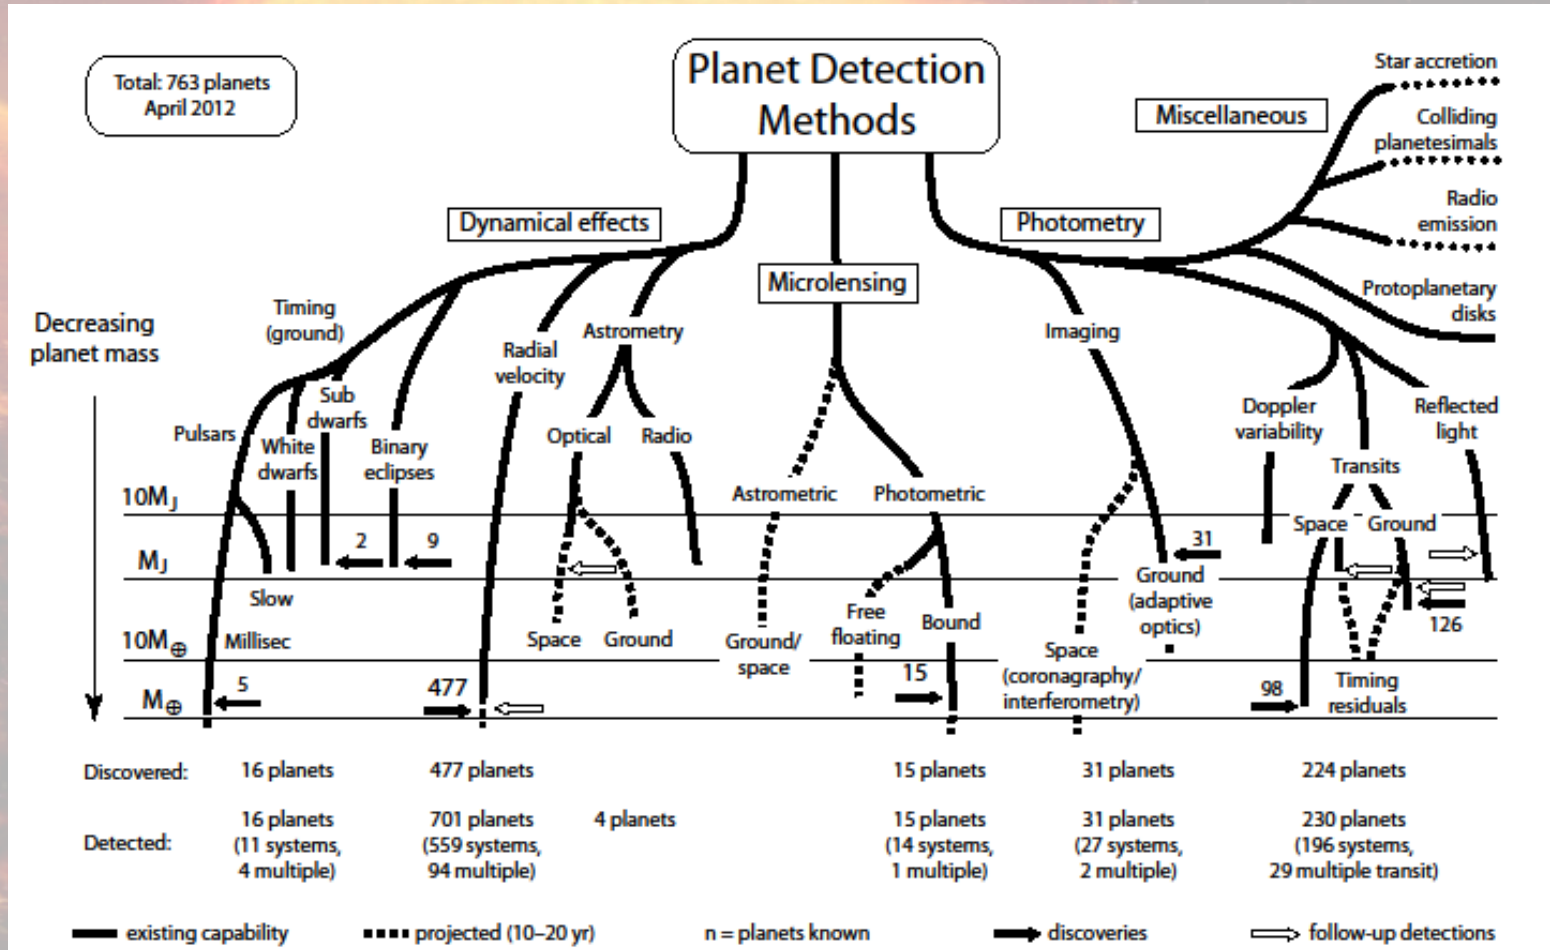 Total: 763 planets
April 2012
Planet Detection
Methods
Dynamical effects
Microlensing
Photometry
Miscellaneous
Star accretion
Colliding
planetesimals
Radio
emission
Protoplanetary
disks
Decreasing
planet mass
Timing
(ground)
Pulsars
White
dwarfs
Sub
dwarfs
Binary
eclipses
Radial
velocity
Astrometry
Optical
Radio
Astrometric
Photometric
Imaging
Doppler
variability
Reflected
light
Transits
Space
Ground
10MJ
MJ
10M⊕
M⊕
2
9
31
126
Slow
Millisec
Space
Ground
Ground/
space
Free
floating
Bound
Ground
(adaptive
optics)
Space
(coronagraphy/
interferometry)
Timing
residuals
5
477
15
98
Discovered:
16 planets
477 planets
15 planets
31 planets
224 planets
Detected:
16 planets
(11 systems,
4 multiple)
701 planets
(559 systems,
94 multiple)
4 planets
15 planets
(14 systems,
1 multiple)
31 planets
(27 systems,
2 multiple)
230 planets
(196 systems,
29 multiple transit)
existing capability
projected (10–20 yr)
n = planets known
discoveries
follow-up detections